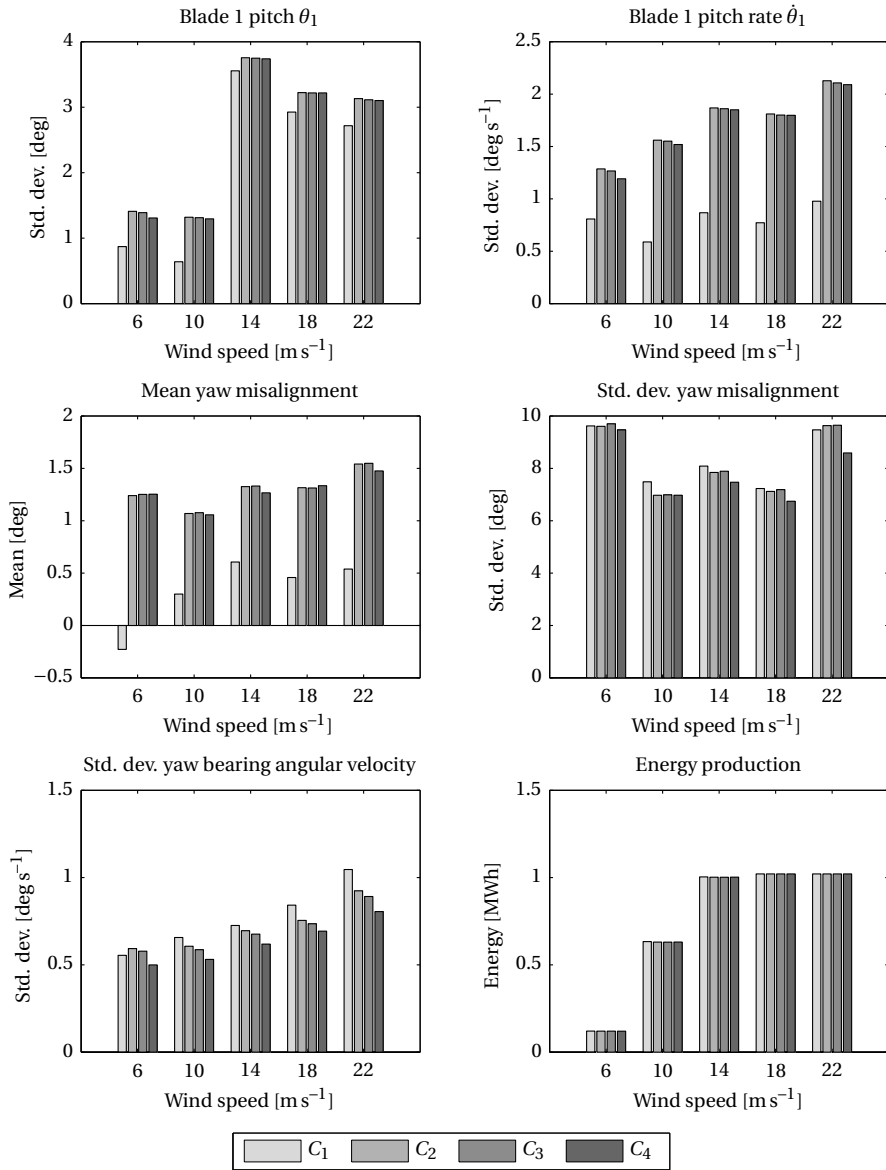 Blade 1 pitch θ₁
4
3
2
1
0
Std. dev. [deg]
6 10 14 18 22
Wind speed [m s⁻¹]
Blade 1 pitch rate θ̇₁
2.5
2
1.5
1
0.5
0
Std. dev. [deg s⁻¹]
6 10 14 18 22
Wind speed [m s⁻¹]
Mean yaw misalignment
2
1.5
1
0.5
0
−0.5
Mean [deg]
6 10 14 18 22
Wind speed [m s⁻¹]
Std. dev. yaw misalignment
10
8
6
4
2
0
Std. dev. [deg]
6 10 14 18 22
Wind speed [m s⁻¹]
Std. dev. yaw bearing angular velocity
1.5
1
0.5
0
Std. dev. [deg s⁻¹]
6 10 14 18 22
Wind speed [m s⁻¹]
Energy production
1.5
1
0.5
0
Energy [MWh]
6 10 14 18 22
Wind speed [m s⁻¹]
C₁ C₂ C₃ C₄